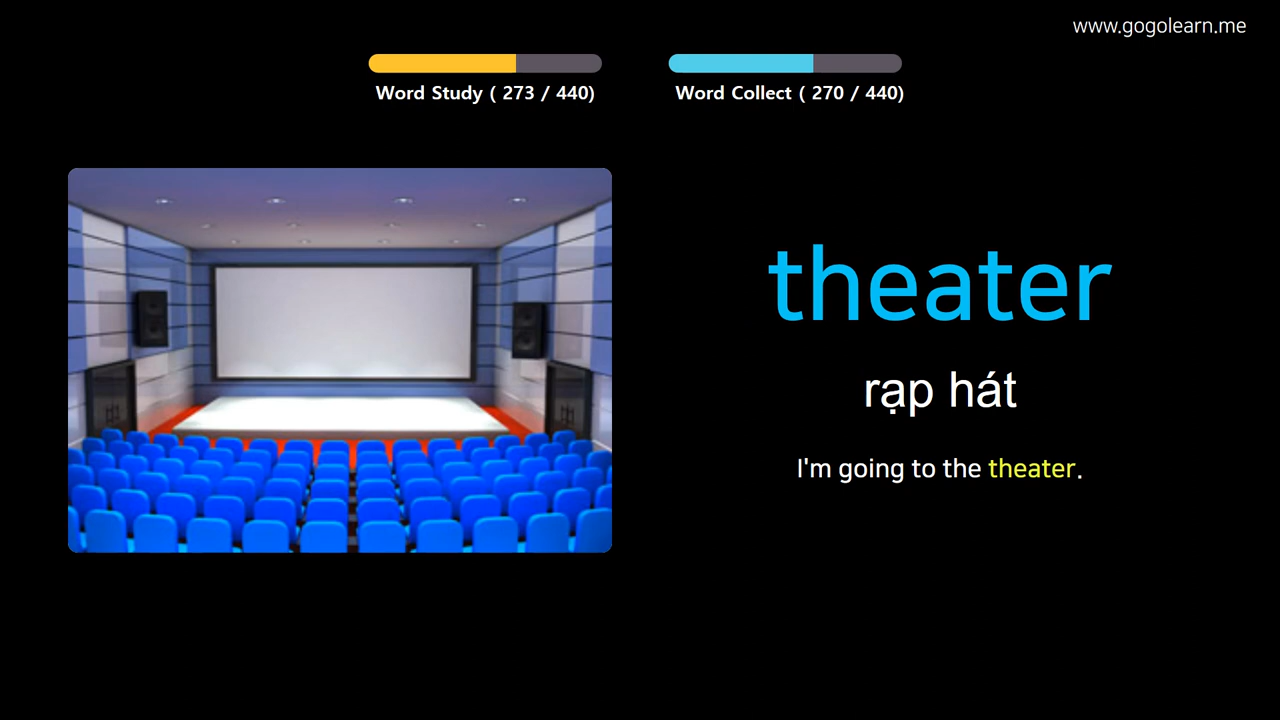 www.gogolearn.me
Word Study ( 273 / 440)
Word Collect ( 270 / 440)
theater
rạp hát
I'm going to the theater.